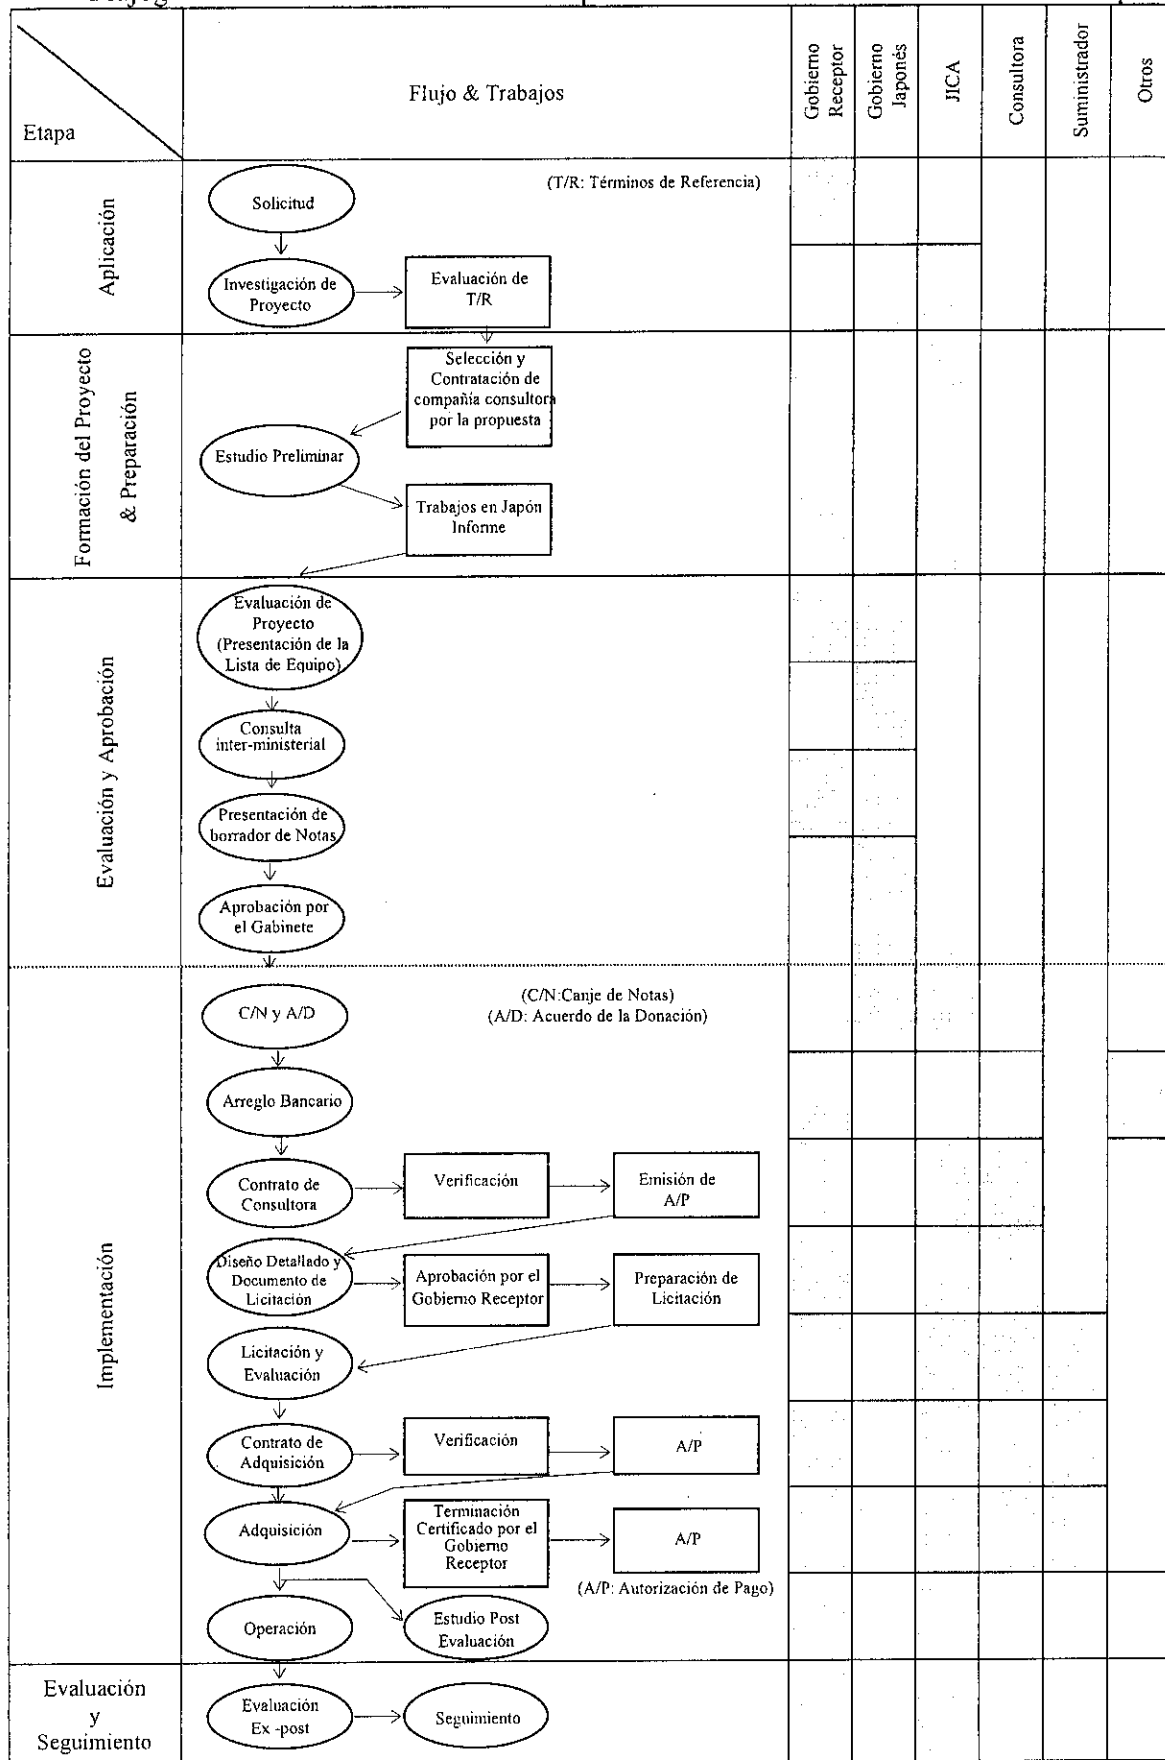 Etapa
Flujo & Trabajos
Gobierno
Receptor
Gobierno
Japonés
JICA
Consultora
Suministrador
Otros
Aplicación
(T/R: Términos de Referencia)
Solicitud
Investigación de
Proyecto
Evaluación de
T/R
Formación del Proyecto
& Preparación
Selección y
Contratación de
compañía consultora
por la propuesta
Estudio Preliminar
Trabajos en Japón
Informe
Evaluación y Aprobación
Evaluación de
Proyecto
(Presentación de la
Lista de Equipo)
Consulta
inter-ministerial
Presentación de
borrador de Notas
Aprobación por
el Gabinete
Implementación
C/N y A/D
(C/N:Canje de Notas)
(A/D: Acuerdo de la Donación)
Arreglo Bancario
Contrato de
Consultora
Verificación
Emisión de
A/P
Diseño Detallado y
Documento de
Licitación
Aprobación por el
Gobierno Receptor
Preparación de
Licitación
Licitación y
Evaluación
Contrato de
Adquisición
Verificación
A/P
Adquisición
Terminación
Certificado por el
Gobierno
Receptor
A/P
(A/P: Autorización de Pago)
Operación
Estudio Post
Evaluación
Evaluación
y
Seguimiento
Evaluación
Ex -post
Seguimiento